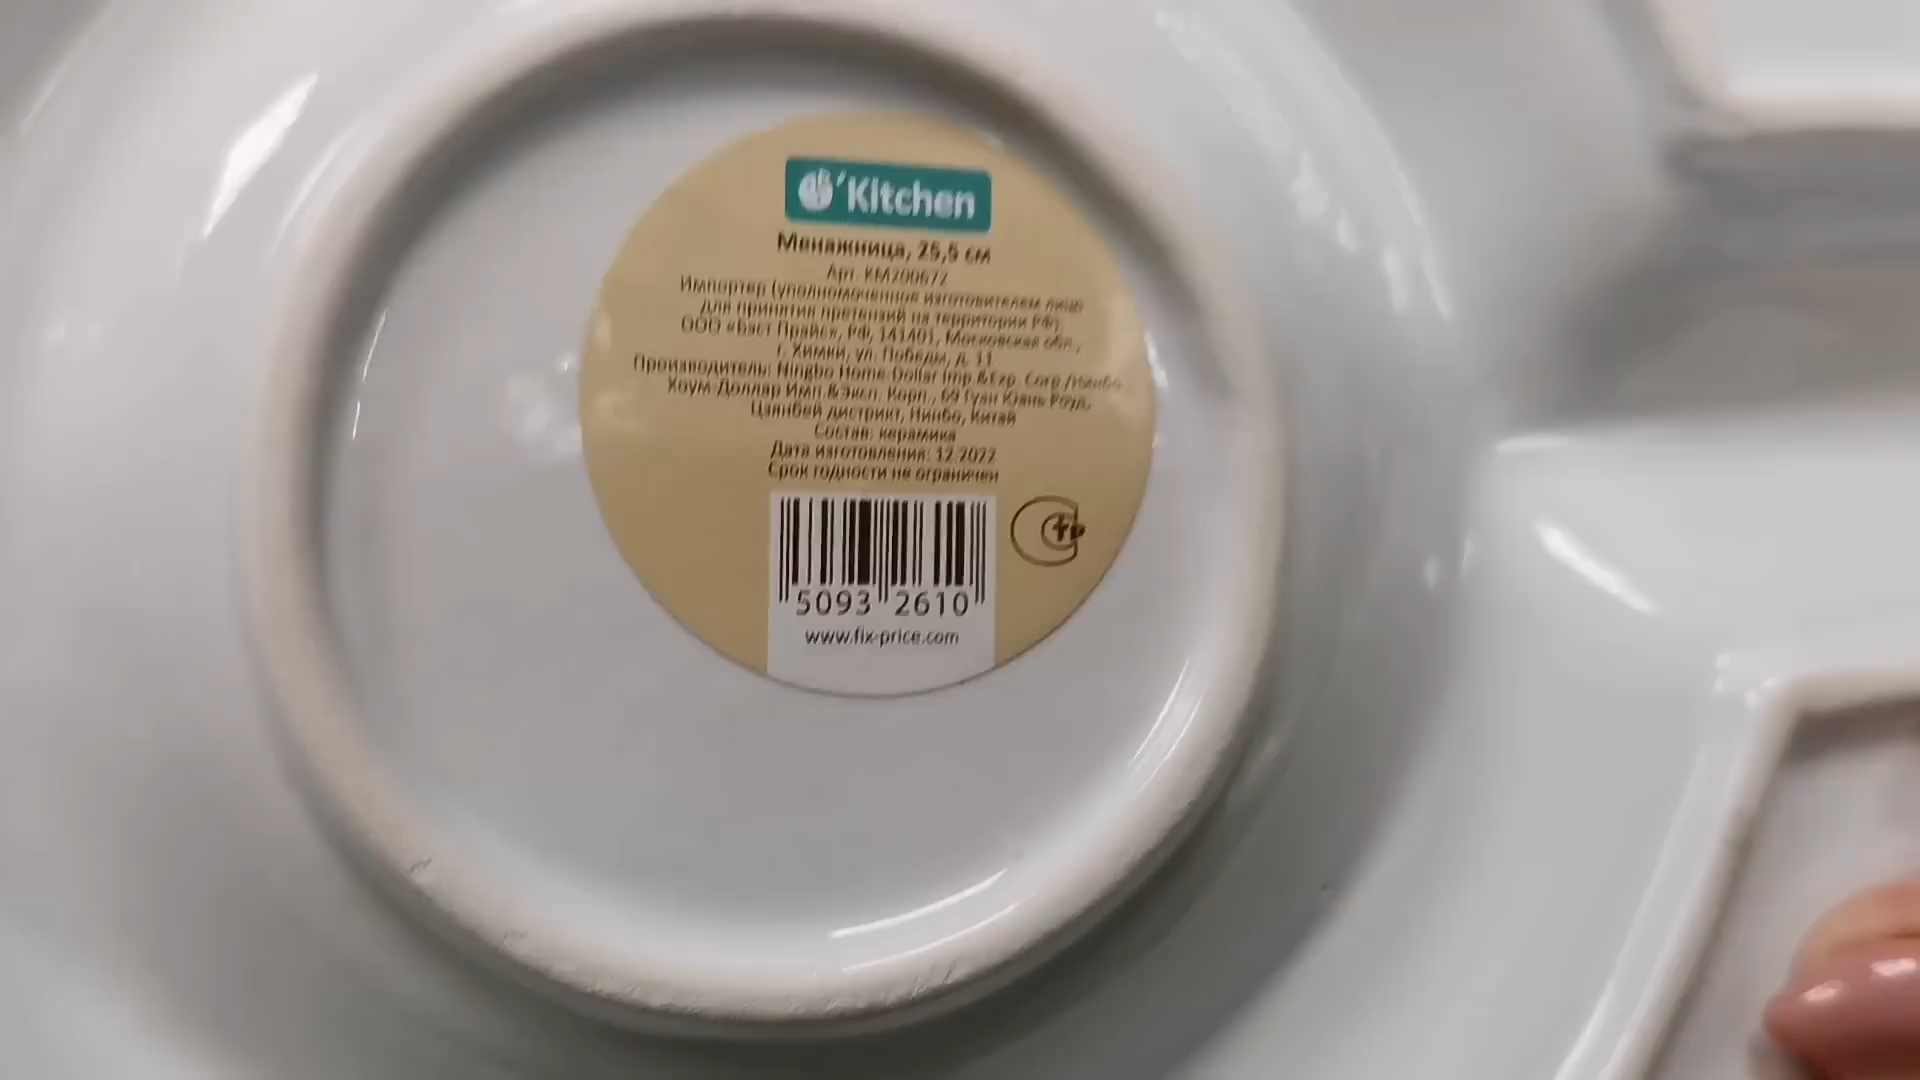 'Kitchen
Менажница, 25,5 см
Арт. КМ200672
Импортер (уполномоченное изготовителем лицо
для принятия претензий на территории РФ):
ООО «Бэст Прайс», РФ, 141401, Московская обл.,
г. Химки, ул. Победы, д. 11
Производитель: Ningbo Home-Dollar Imp.&Exp. Corp./Нинбо
Хоум-Доллар Имп.&Эксп. Корп., 69 Гуан Юань Роуд,
Цзянбей дистрикт, Нинбо, Китай
Состав: керамика
Дата изготовления: 12.2022
Срок годности не ограничен
5093 2610
www.fix-price.com
fp